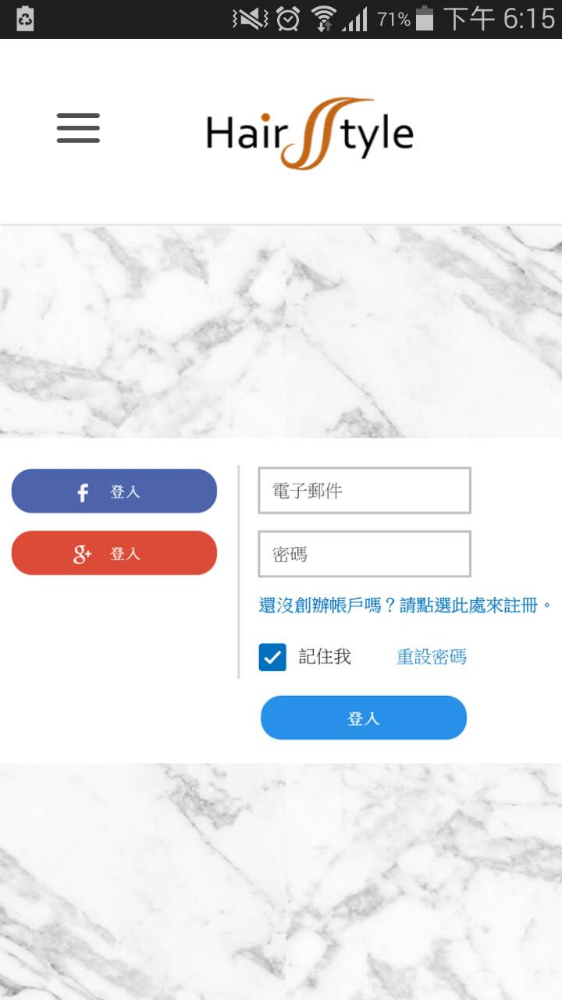 71% 下午 6:15
Hair Style
f 登入
g+ 登入
電子郵件
密碼
還沒創辦帳戶嗎？請點選此處來註冊。
記住我 重設密碼
登入